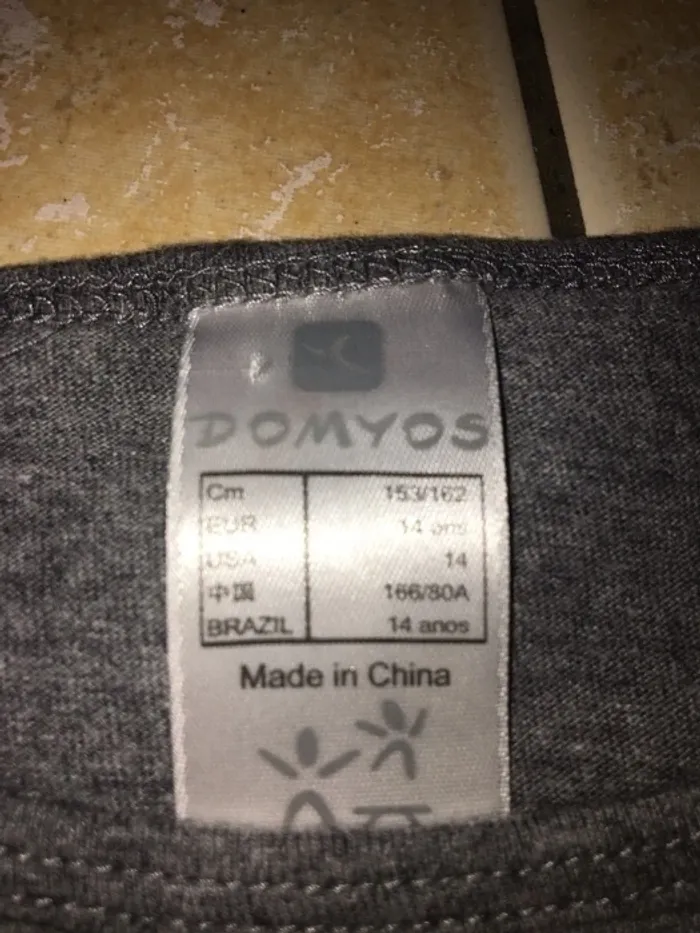 DOMYOS
Cm 153/162
EUR 14 ans
USA 14
中国 166/80A
BRAZIL 14 anos
Made in China